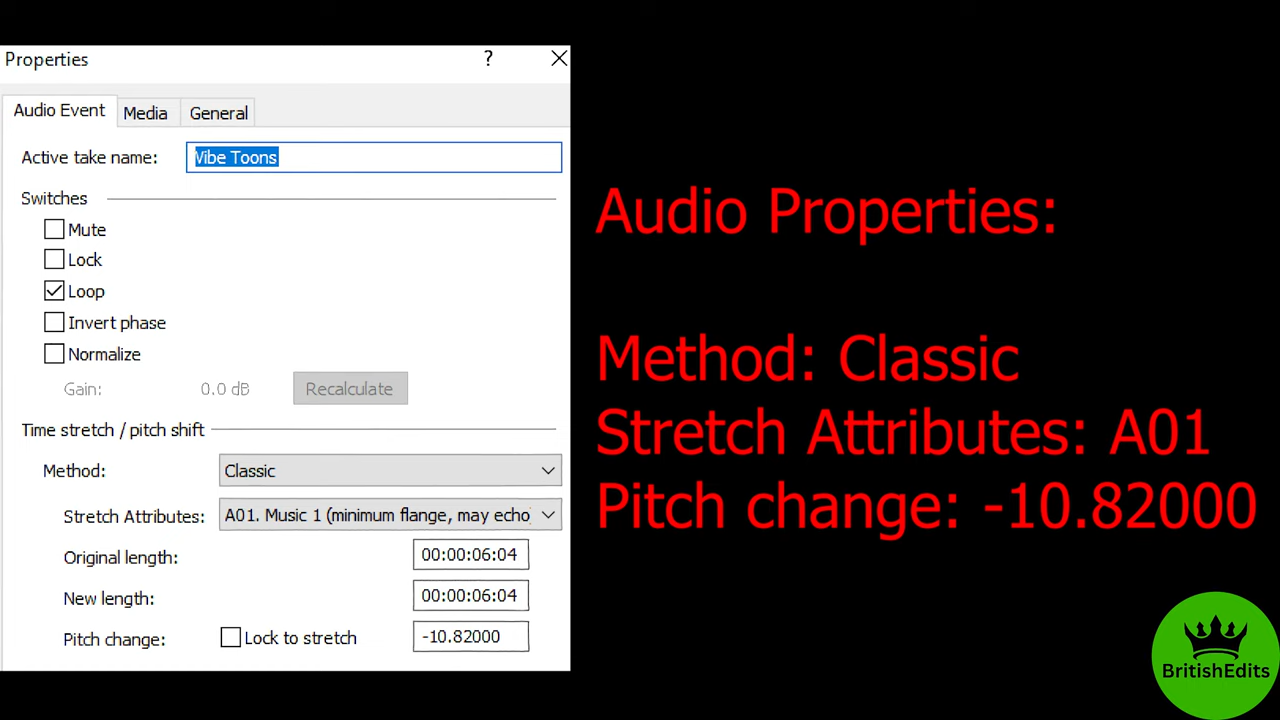 Properties
?
Audio Event Media General
Active take name: Vibe Toons
Switches
Mute
Lock
Loop
Invert phase
Normalize
Gain: 0.0 dB Recalculate
Time stretch / pitch shift
Method: Classic
Stretch Attributes: A01. Music 1 (minimum flange, may echo)
Original length: 00:00:06:04
New length: 00:00:06:04
Pitch change: Lock to stretch -10.82000
Audio Properties:
Method: Classic
Stretch Attributes: A01
Pitch change: -10.82000
BritishEdits